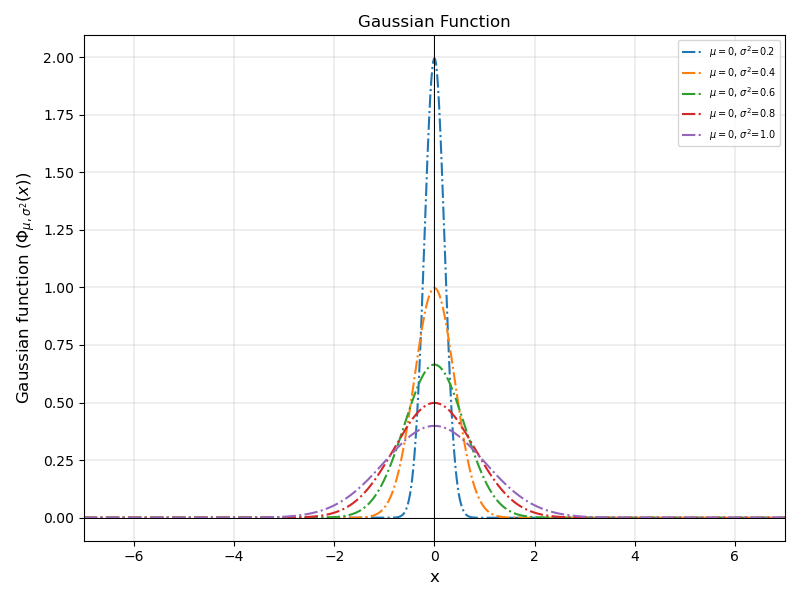 Gaussian Function
Gaussian function (Φμ,σ²(x))
2.00
1.75
1.50
1.25
1.00
0.75
0.50
0.25
0.00
−6 −4 −2 0 2 4 6
x
μ = 0, σ²=0.2
μ = 0, σ²=0.4
μ = 0, σ²=0.6
μ = 0, σ²=0.8
μ = 0, σ²=1.0